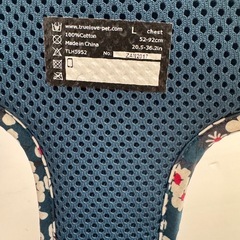 www.truelove-pet.com L chest
100%Cotton 52-92cm
Made in China 20.5-36.2in
TLH5952 No.